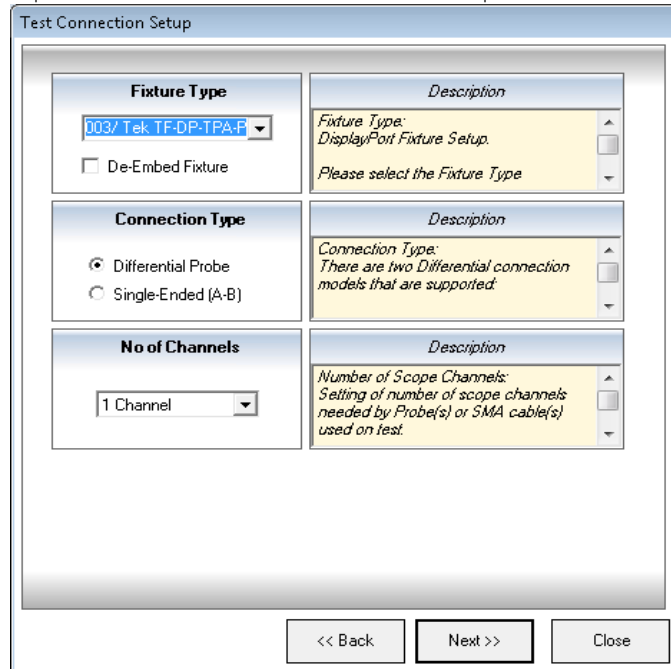 Test Connection Setup
Fixture Type
003/ Tek TF-DP-TPA-P
De-Embed Fixture
Description
Fixture Type:
DisplayPort Fixture Setup.
Please select the Fixture Type
Connection Type
Differential Probe
Single-Ended (A-B)
Description
Connection Type:
There are two Differential connection
models that are supported:
No of Channels
1 Channel
Description
Number of Scope Channels:
Setting of number of scope channels
needed by Probe(s) or SMA cable(s)
used on test.
<< Back
Next >>
Close